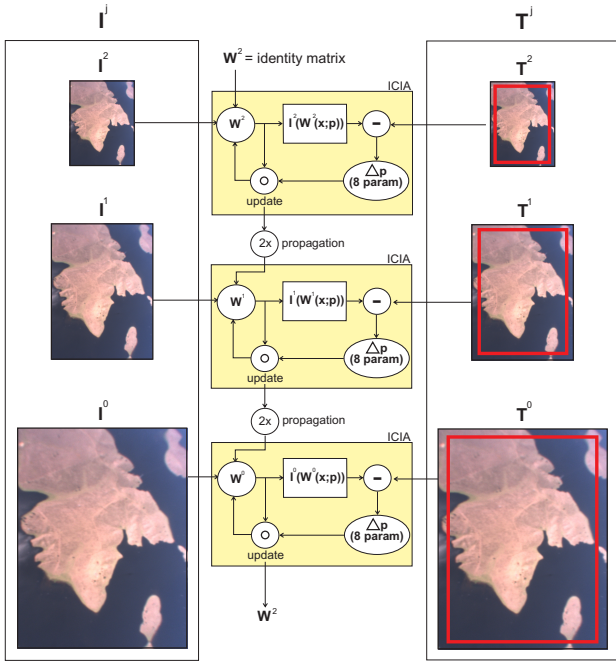 I^j
T^j
I^2
W^2 = identity matrix
T^2
ICIA
W^2
I^2(W^2(x;p))
−
△p
(8 param)
o
update
2x propagation
I^1
T^1
ICIA
W^1
I^1(W^1(x;p))
−
△p
(8 param)
o
update
2x propagation
I^0
T^0
ICIA
W^0
I^0(W^0(x;p))
−
△p
(8 param)
o
update
W^2